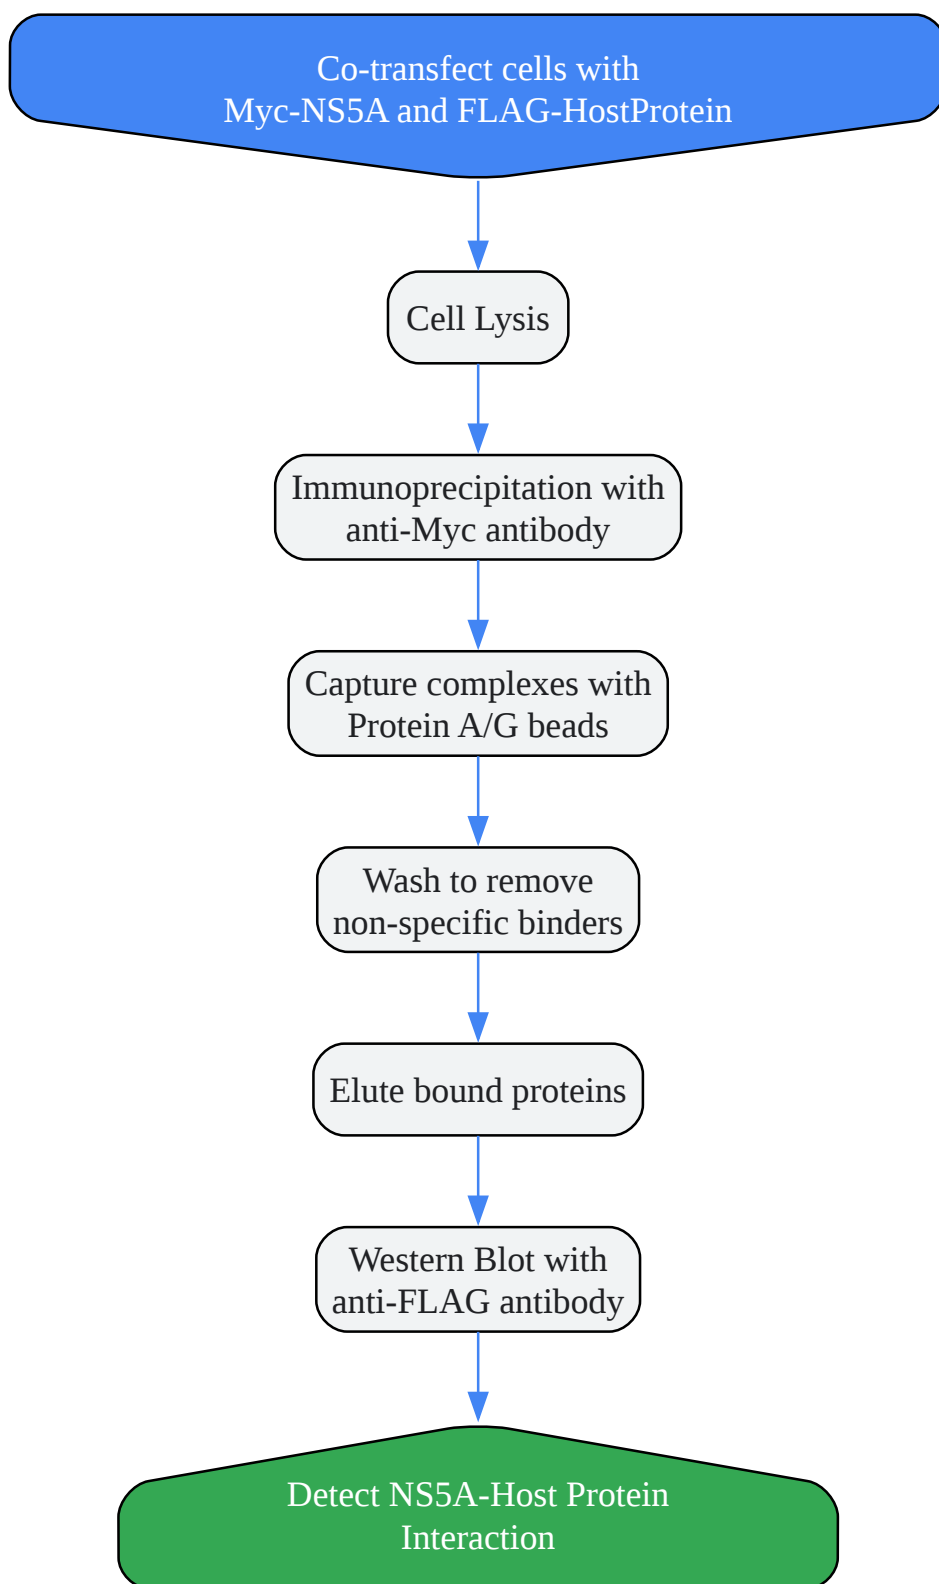 Co-transfect cells with
Myc-NS5A and FLAG-HostProtein
Cell Lysis
Immunoprecipitation with
anti-Myc antibody
Capture complexes with
Protein A/G beads
Wash to remove
non-specific binders
Elute bound proteins
Western Blot with
anti-FLAG antibody
Detect NS5A-Host Protein
Interaction